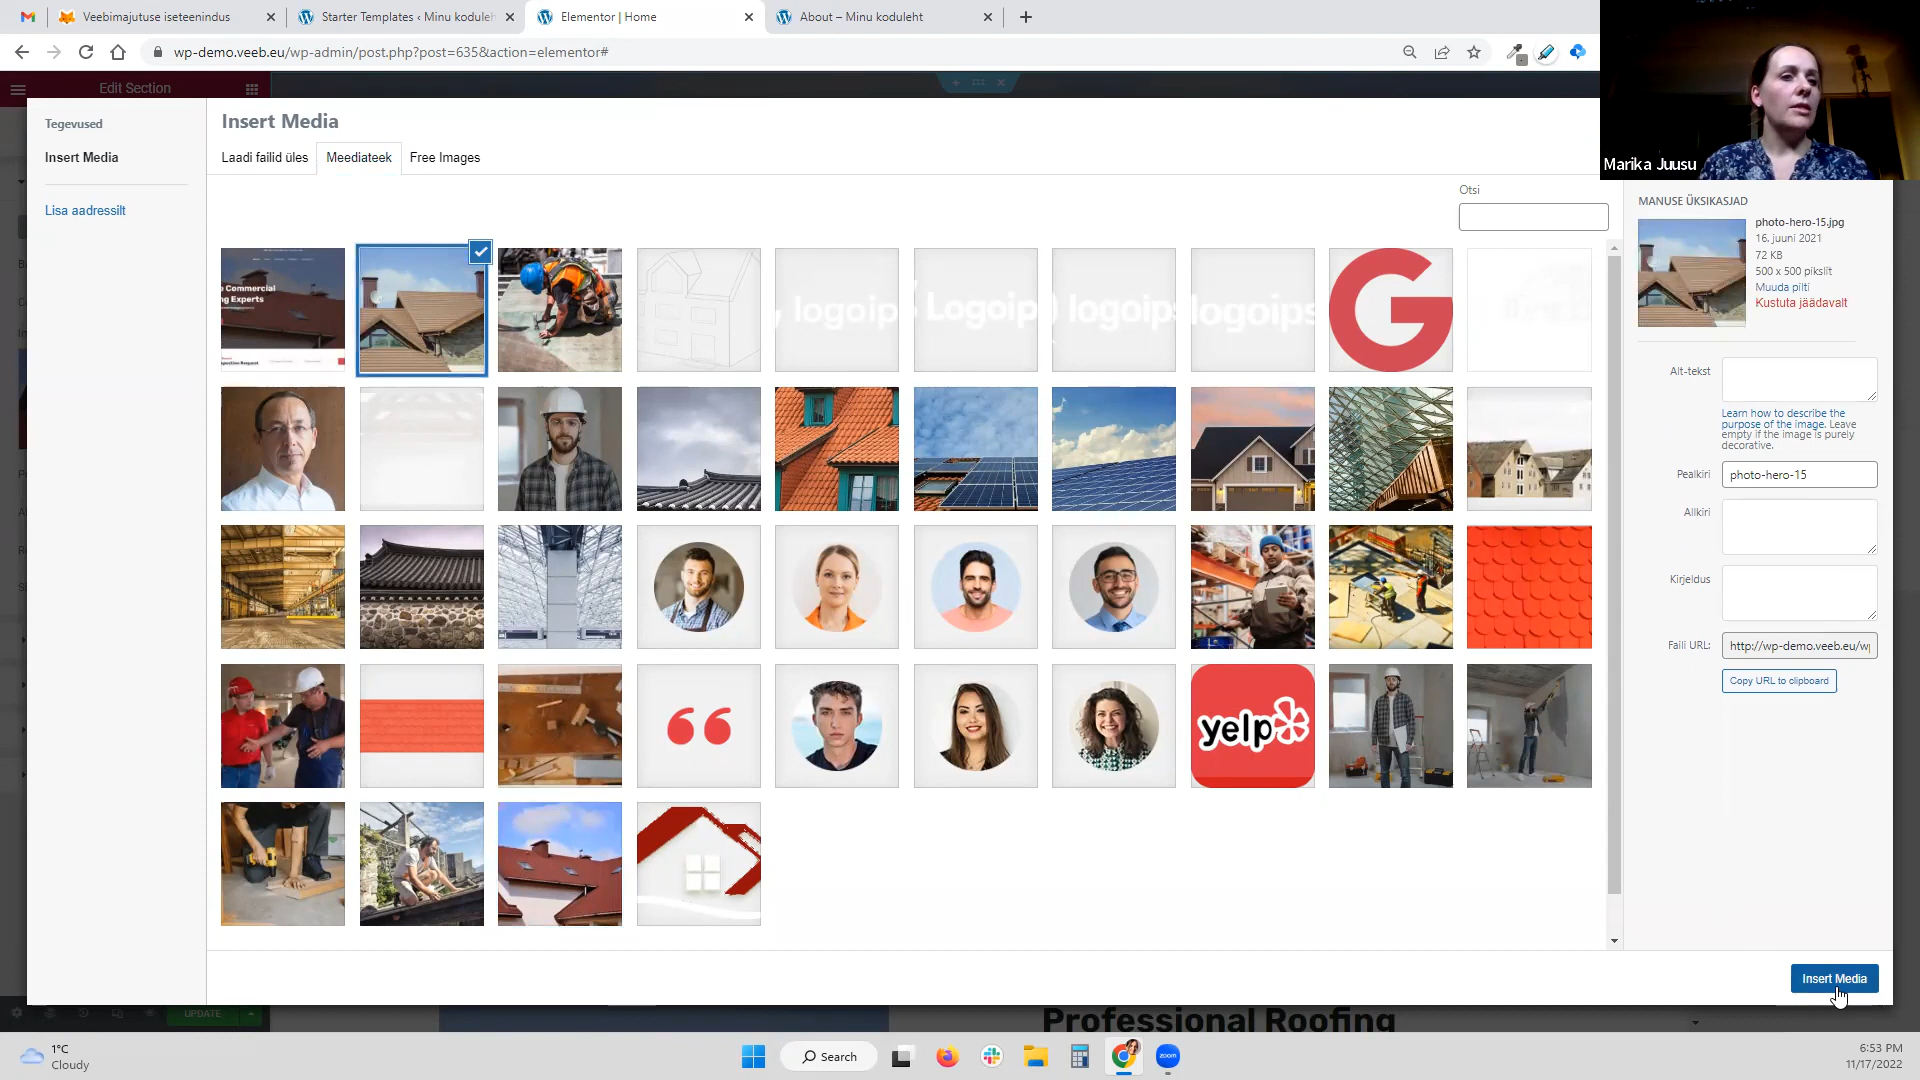 Veebimajutuse iseteenindus
Starter Templates ‹ Minu koduleh
Elementor | Home
About – Minu koduleht
wp-demo.veeb.eu/wp-admin/post.php?post=635&action=elementor#
Edit Section
Marika Juusu
Tegevused
Insert Media
Lisa aadressilt
Insert Media
Laadi failid üles
Meediateek
Free Images
Otsi
MANUSE ÜKSIKASJAD
photo-hero-15.jpg
16. juuni 2021
72 KB
500 x 500 pikslit
Muuda pilti
Kustuta jäädavalt
Commercial
ng Experts
logoip
Logoip
logoips
logoips
G
Alt-tekst
Learn how to describe the
purpose of the image. Leave
empty if the image is purely
decorative.
Pealkiri
photo-hero-15
Allkiri
Kirjeldus
Faili URL:
http://wp-demo.veeb.eu/w
Copy URL to clipboard
yelp
Insert Media
UPDATE
Professional Roofing
1°C
Cloudy
Search
zoom
6:53 PM
11/17/2022